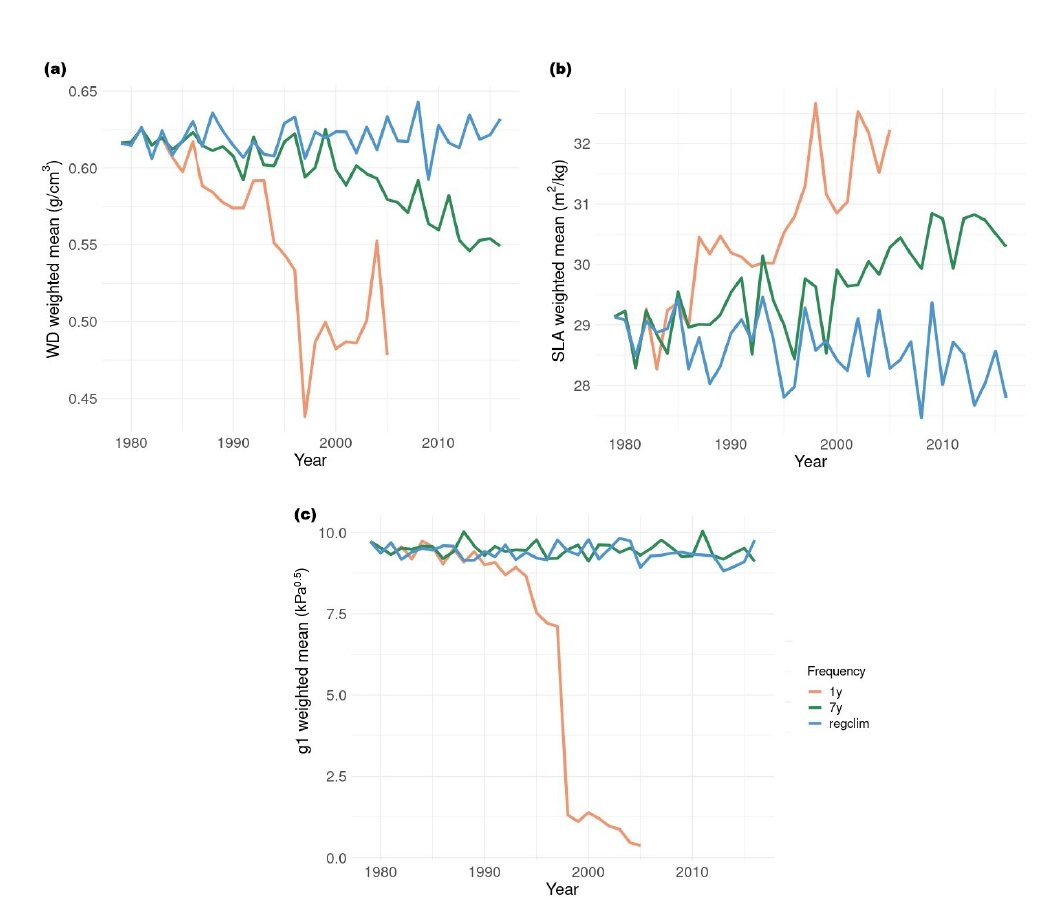 (a)
0.65
0.60
0.55
0.50
0.45
WD weighted mean (g/cm³)
1980 1990 2000 2010
Year
(b)
32
31
30
29
28
SLA weighted mean (m²/kg)
1980 1990 2000 2010
Year
(c)
10.0
7.5
5.0
2.5
0.0
g1 weighted mean (kPa⁰·⁵)
1980 1990 2000 2010
Year
Frequency
1y
7y
regclim